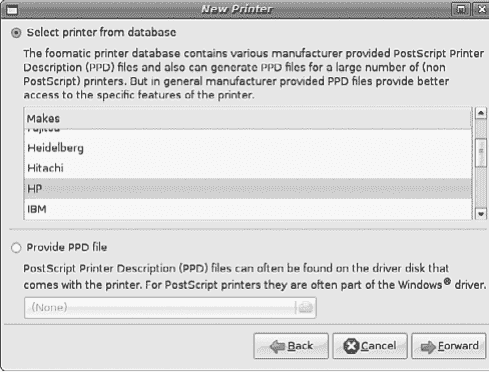 New Printer
Select printer from database
The foomatic printer database contains various manufacturer provided PostScript Printer
Description (PPD) files and also can generate PPD files for a large number of (non
PostScript) printers. But in general manufacturer provided PPD files provide better
access to the specific features of the printer.
Makes
Fujitsu
Heidelberg
Hitachi
HP
IBM
Provide PPD file
PostScript Printer Description (PPD) files can often be found on the driver disk that
comes with the printer. For PostScript printers they are often part of the Windows® driver.
(None)
Back
Cancel
Forward